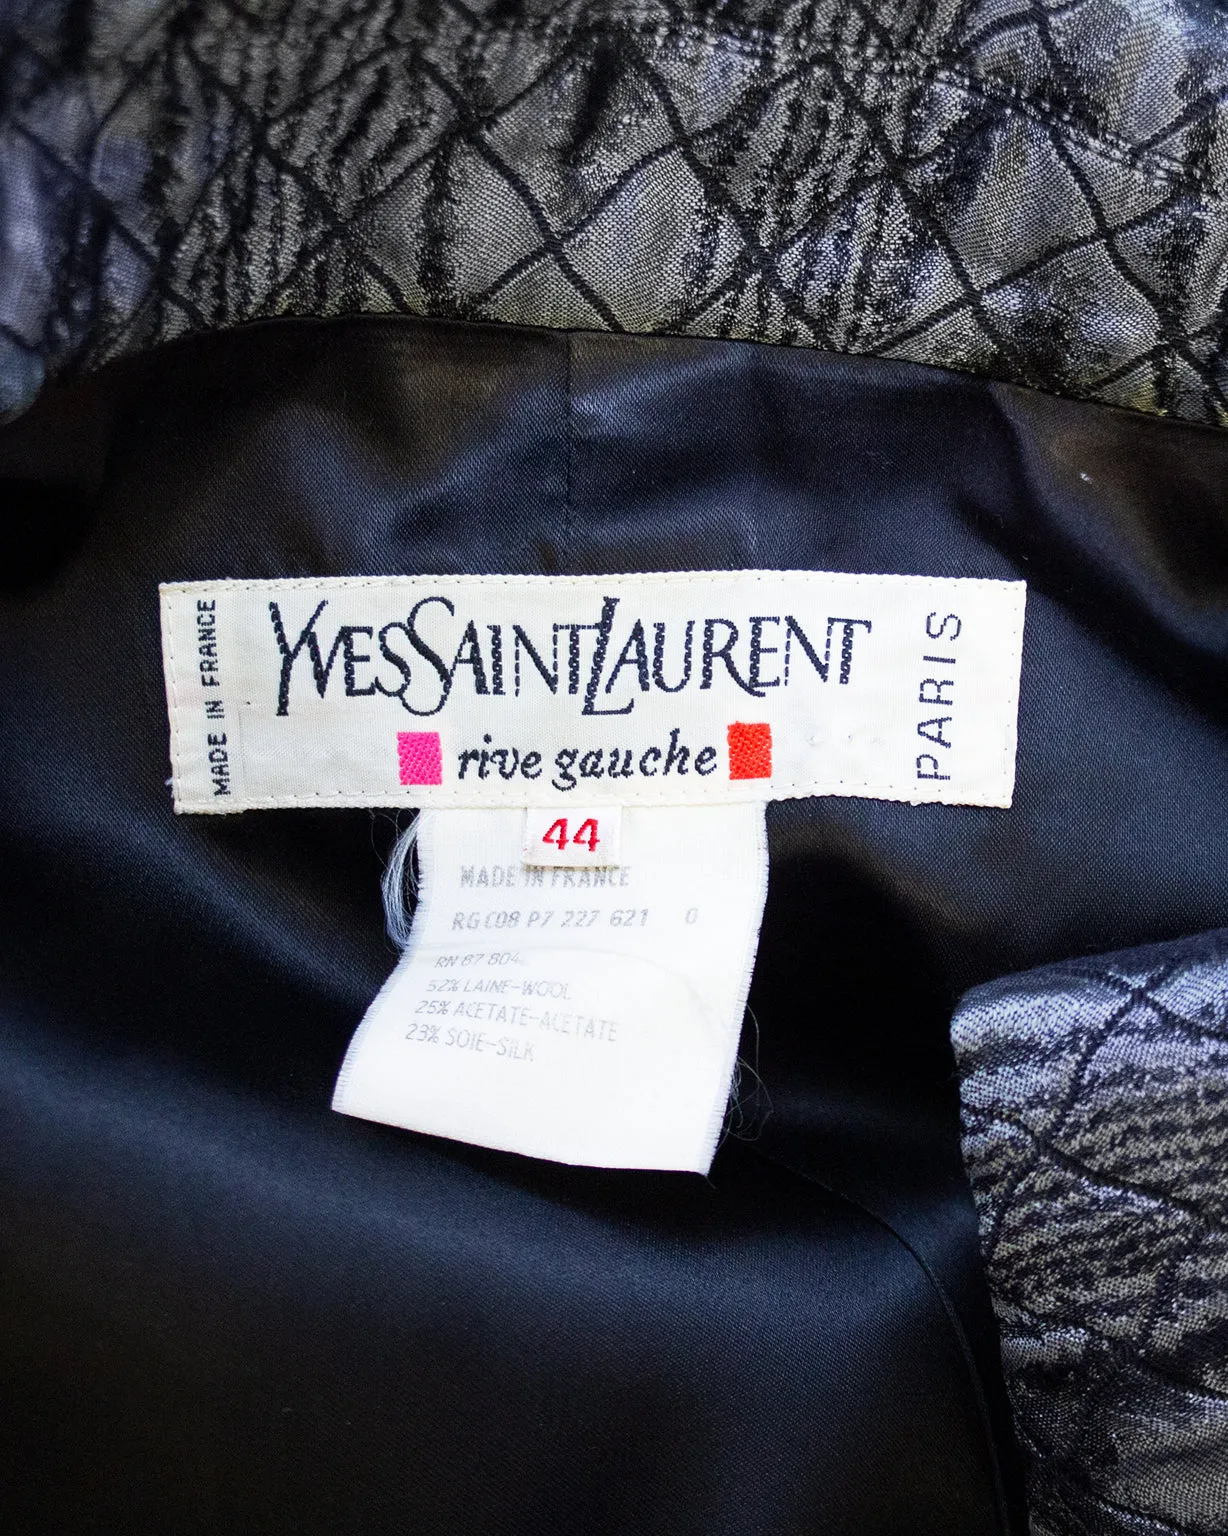 MADE IN FRANCE
YVES SAINT LAURENT
PARIS
rive gauche
44
MADE IN FRANCE
RG C08 P7 227 621 0
RN 87 804
52% LAINE-WOOL
25% ACETATE-ACETATE
23% SOIE-SILK